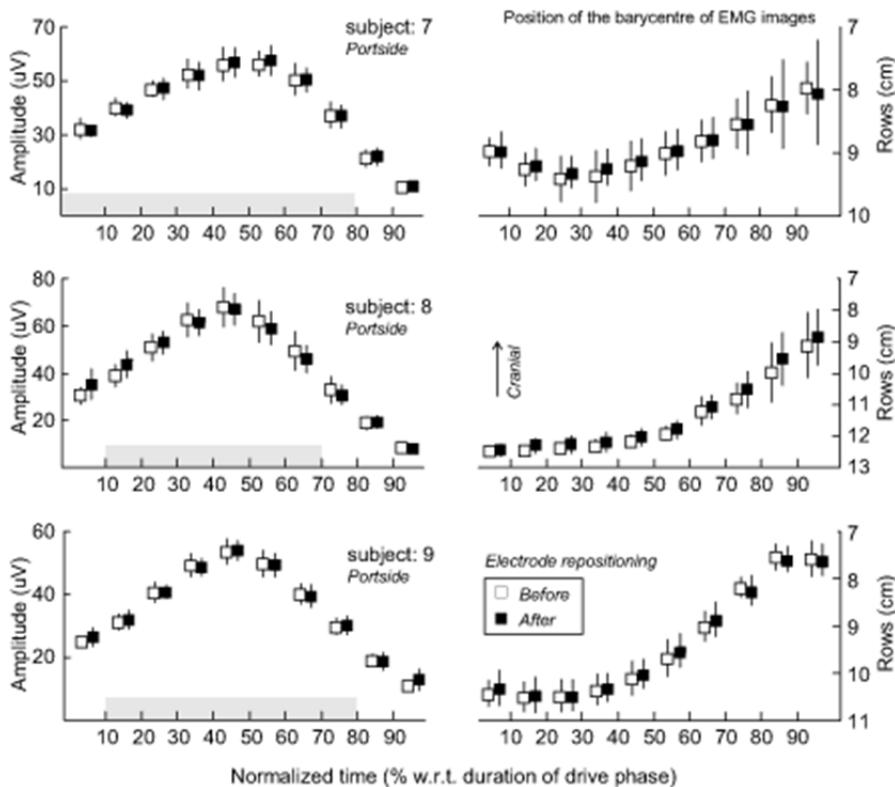 Position of the barycentre of EMG images
subject: 7
Portside
Amplitude (uV)
70
50
30
10
10 20 30 40 50 60 70 80 90
7
8
9
10
Rows (cm)
10 20 30 40 50 60 70 80 90
subject: 8
Portside
Amplitude (uV)
80
60
40
20
10 20 30 40 50 60 70 80 90
Cranial
7
8
9
10
11
12
13
Rows (cm)
10 20 30 40 50 60 70 80 90
subject: 9
Portside
Amplitude (uV)
60
40
20
10 20 30 40 50 60 70 80 90
Electrode repositioning
Before
After
7
8
9
10
11
Rows (cm)
10 20 30 40 50 60 70 80 90
Normalized time (% w.r.t. duration of drive phase)